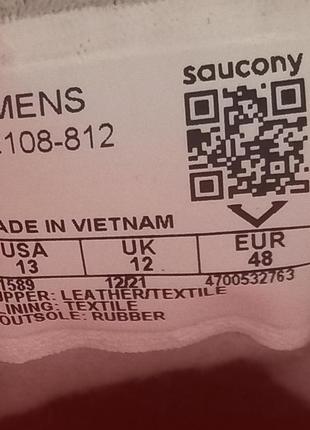 saucony
MENS
108-812
MADE IN VIETNAM
USA UK EUR
13 12 48
1589 12/21 4700532763
UPPER: LEATHER/TEXTILE
LINING: TEXTILE
OUTSOLE: RUBBER